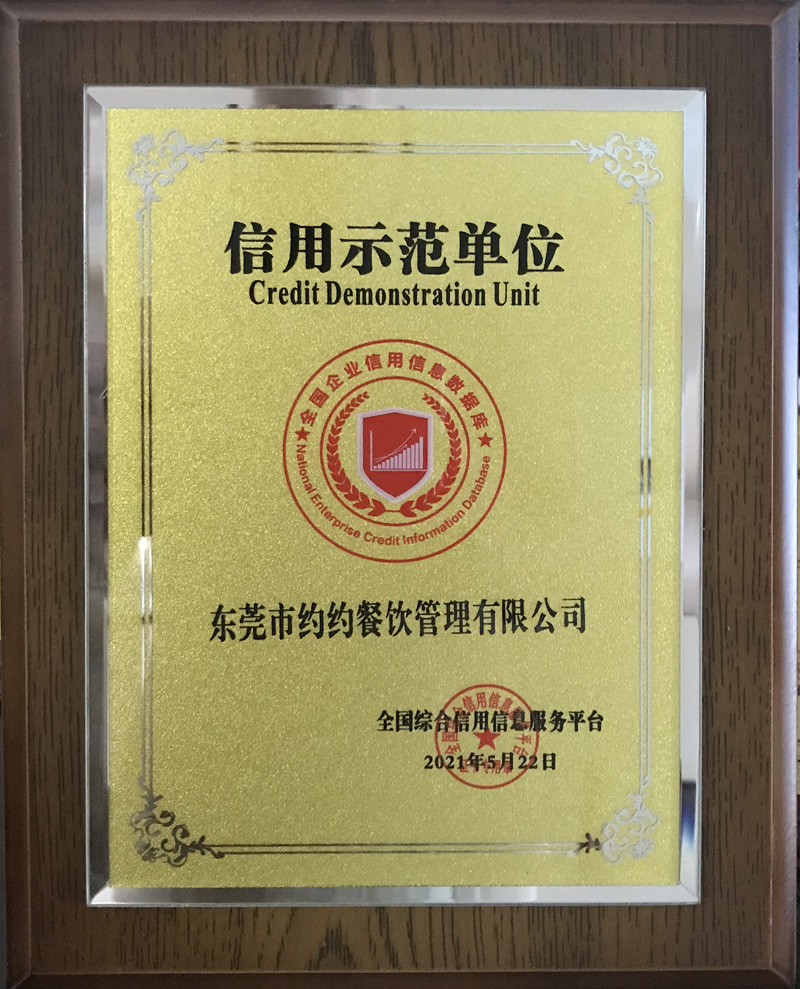 信用示范单位
Credit Demonstration Unit
★全国企业信用信息数据库★
National Enterprise Credit Information Database
东莞市约约餐饮管理有限公司
全国综合信用信息服务平台
2021年5月22日